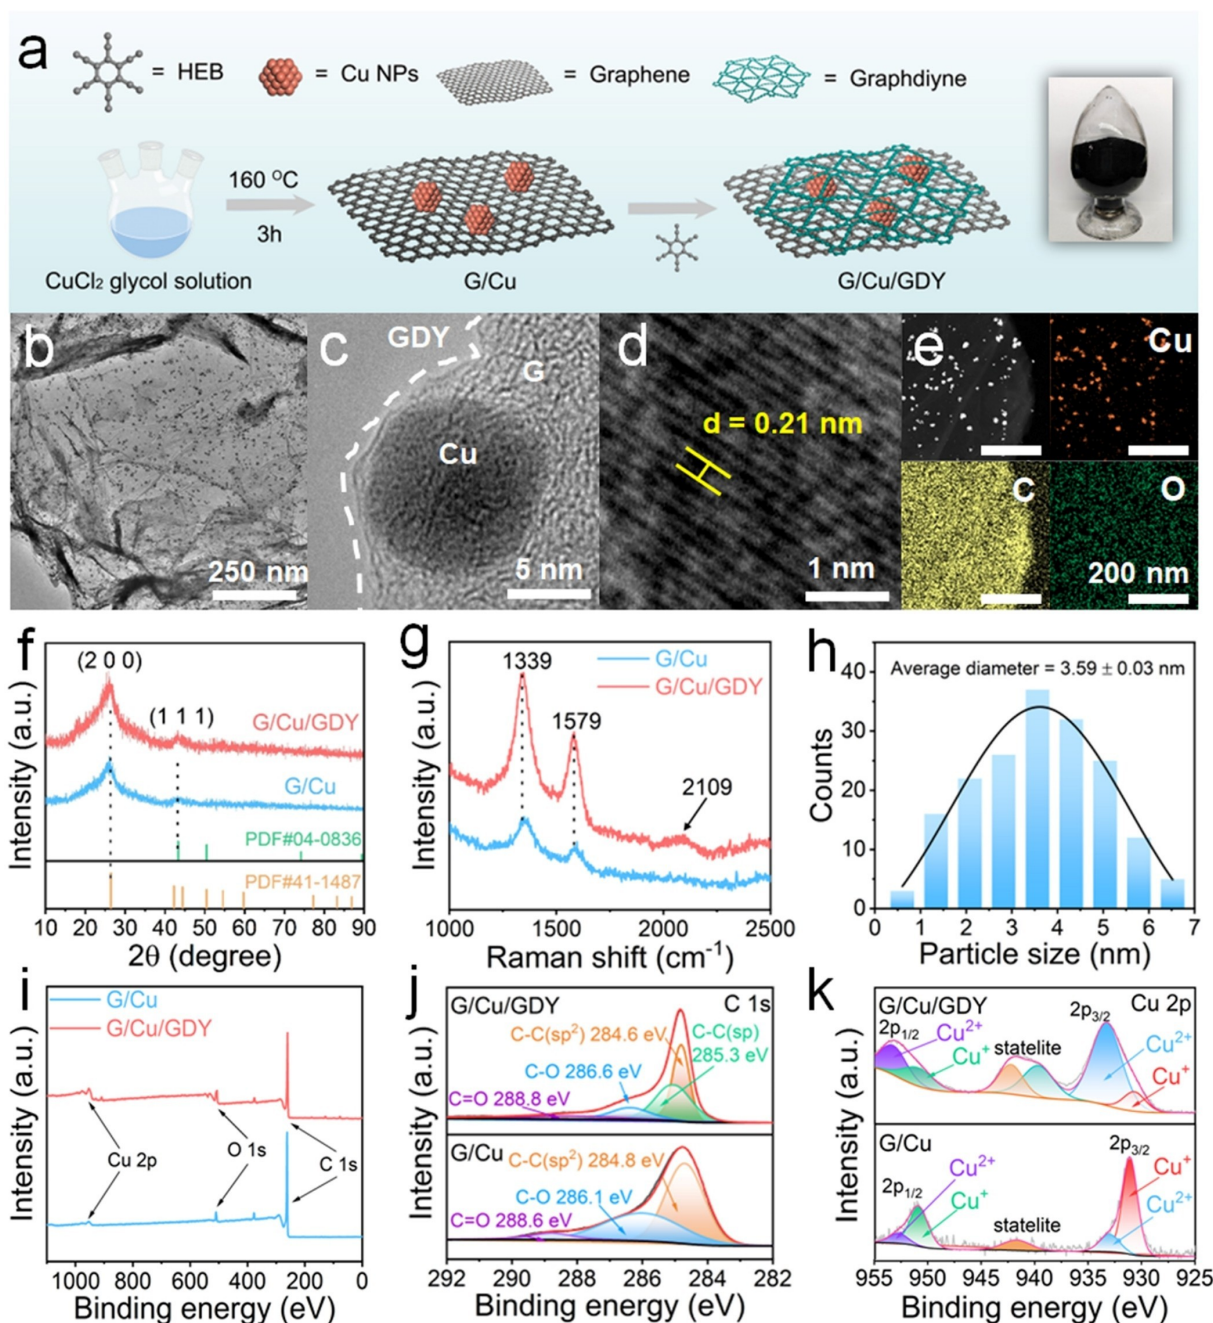 a
= HEB
= Cu NPs
= Graphene
= Graphdiyne
160 °C
3h
CuCl₂ glycol solution
G/Cu
G/Cu/GDY
b
250 nm
c
GDY
G
Cu
5 nm
d
d = 0.21 nm
1 nm
e
Cu
C
O
200 nm
f
(2 0 0)
(1 1 1)
G/Cu/GDY
G/Cu
PDF#04-0836
PDF#41-1487
Intensity (a.u.)
10 20 30 40 50 60 70 80 90
2θ (degree)
g
1339
1579
2109
G/Cu
G/Cu/GDY
Intensity (a.u.)
1000 1500 2000 2500
Raman shift (cm⁻¹)
h
Average diameter = 3.59 ± 0.03 nm
Counts
40
30
20
10
0
0 1 2 3 4 5 6 7
Particle size (nm)
i
G/Cu
G/Cu/GDY
Cu 2p
O 1s
C 1s
Intensity (a.u.)
1000 800 600 400 200 0
Binding energy (eV)
j
G/Cu/GDY
C 1s
C-C(sp²) 284.6 eV
C-C(sp)
285.3 eV
C-O 286.6 eV
C=O 288.8 eV
G/Cu
C-C(sp²) 284.8 eV
C-O 286.1 eV
C=O 288.6 eV
Intensity (a.u.)
292 290 288 286 284 282
Binding energy (eV)
k
G/Cu/GDY
Cu 2p
2p₁/₂
Cu²⁺
Cu⁺
statelite
2p₃/₂
Cu²⁺
Cu⁺
G/Cu
2p₁/₂
Cu²⁺
Cu⁺
statelite
2p₃/₂
Cu⁺
Cu²⁺
Intensity (a.u.)
955 950 945 940 935 930 925
Binding energy (eV)